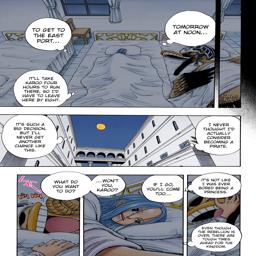 TO GET TO
THE EAST
PORT...
TOMORROW
AT NOON...
IT'LL TAKE
KAROO FOUR
HOURS TO
RUN THERE,
SO I'D HAVE
TO LEAVE
HERE BY EIGHT.
I NEVER
THOUGHT I'D
ACTUALLY
CONSIDER
BECOMING A
PIRATE.
IT'S SUCH A
BIG DECISION,
BUT I'LL
NEVER GET
ANOTHER
CHANCE LIKE
THIS.
IT'S NOT LIKE
I WAS EVER
BORED BEING A
PRINCESS.
EVEN THOUGH
THE REBELLION
IS OVER, THERE ARE
TOUGH TIMES
AHEAD FOR THE
KINGDOM.
IF I GO,
YOU'LL COME
TOO...
...WON'T
YOU,
KAROO?
WHAT DO
YOU WANT
TO DO?